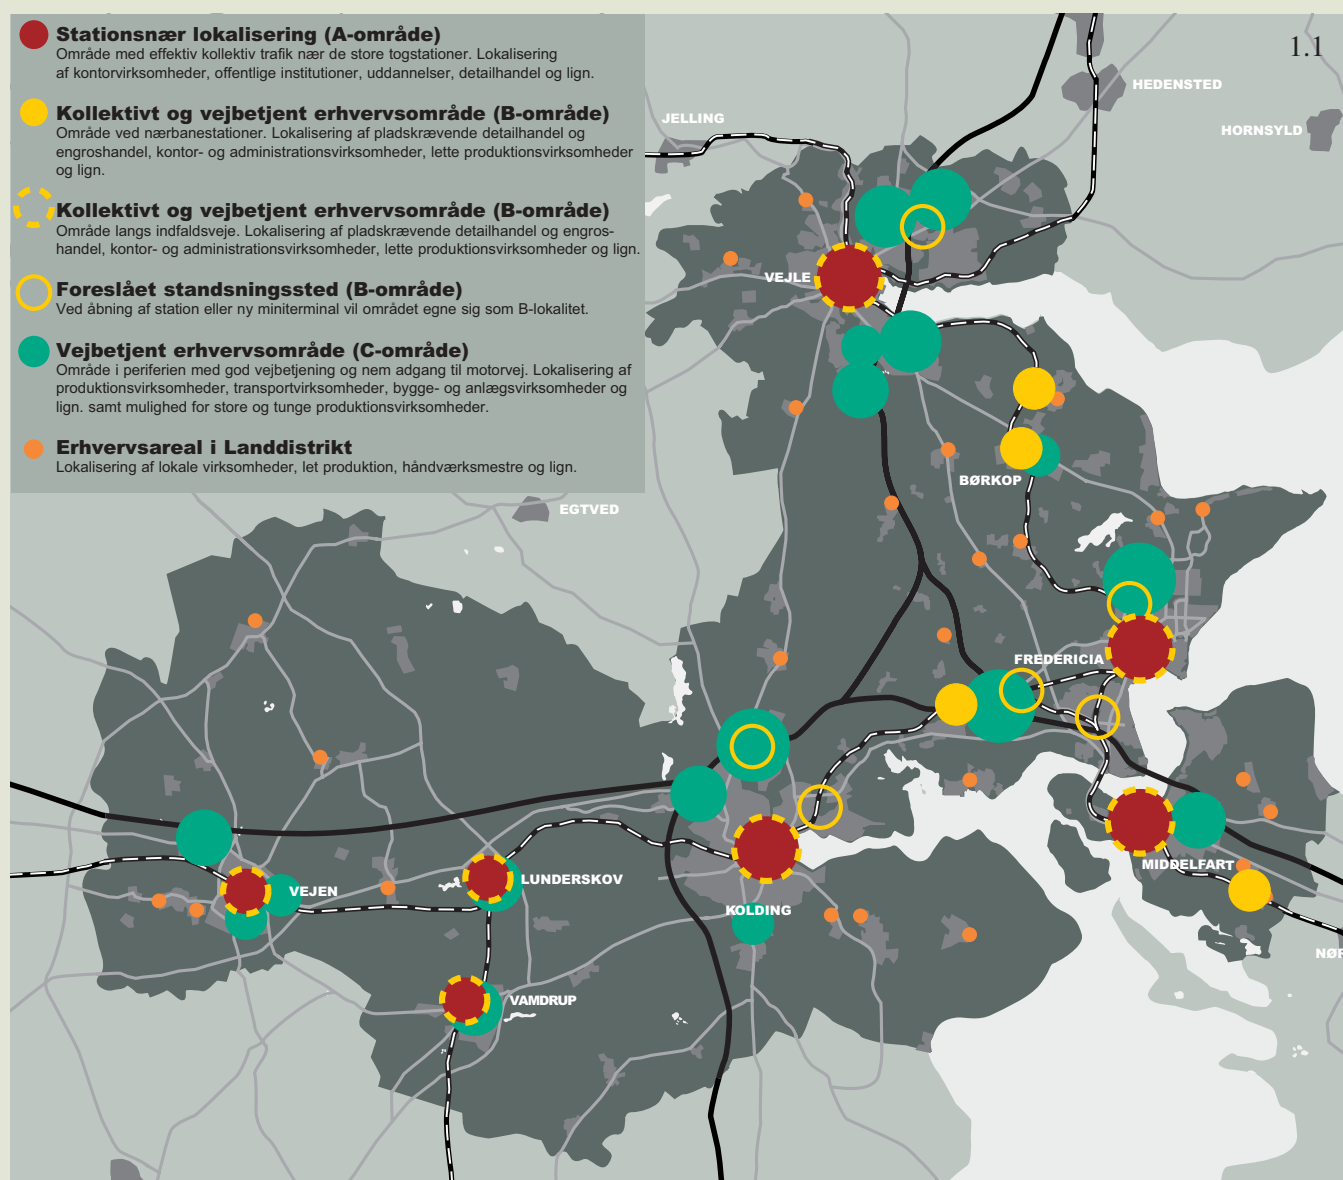 Stationsnær lokalisering (A-område)
Område med effektiv kollektiv trafik nær de store togstationer. Lokalisering
af kontorvirksomheder, offentlige institutioner, uddannelser, detailhandel og lign.
Kollektivt og vejbetjent erhvervsområde (B-område)
Område ved nærbanestationer. Lokalisering af pladskrævende detailhandel og
engroshandel, kontor- og administrationsvirksomheder, lette produktionsvirksomheder
og lign.
Kollektivt og vejbetjent erhvervsområde (B-område)
Område langs indfaldsveje. Lokalisering af pladskrævende detailhandel og engros-
handel, kontor- og administrationsvirksomheder, lette produktionsvirksomheder og lign.
Foreslået standsningssted (B-område)
Ved åbning af station eller ny miniterminal vil området egne sig som B-lokalitet.
Vejbetjent erhvervsområde (C-område)
Område i periferien med god vejbetjening og nem adgang til motorvej. Lokalisering af
produktionsvirksomheder, transportvirksomheder, bygge- og anlægsvirksomheder og
lign. samt mulighed for store og tunge produktionsvirksomheder.
Erhvervsareal i Landdistrikt
Lokalisering af lokale virksomheder, let produktion, håndværksmestre og lign.
1.1
HEDENSTED
JELLING
HORNSYLD
VEJLE
BØRKOP
EGTVED
FREDERICIA
MIDDELFART
LUNDERSKOV
VEJEN
KOLDING
NØR
VAMDRUP